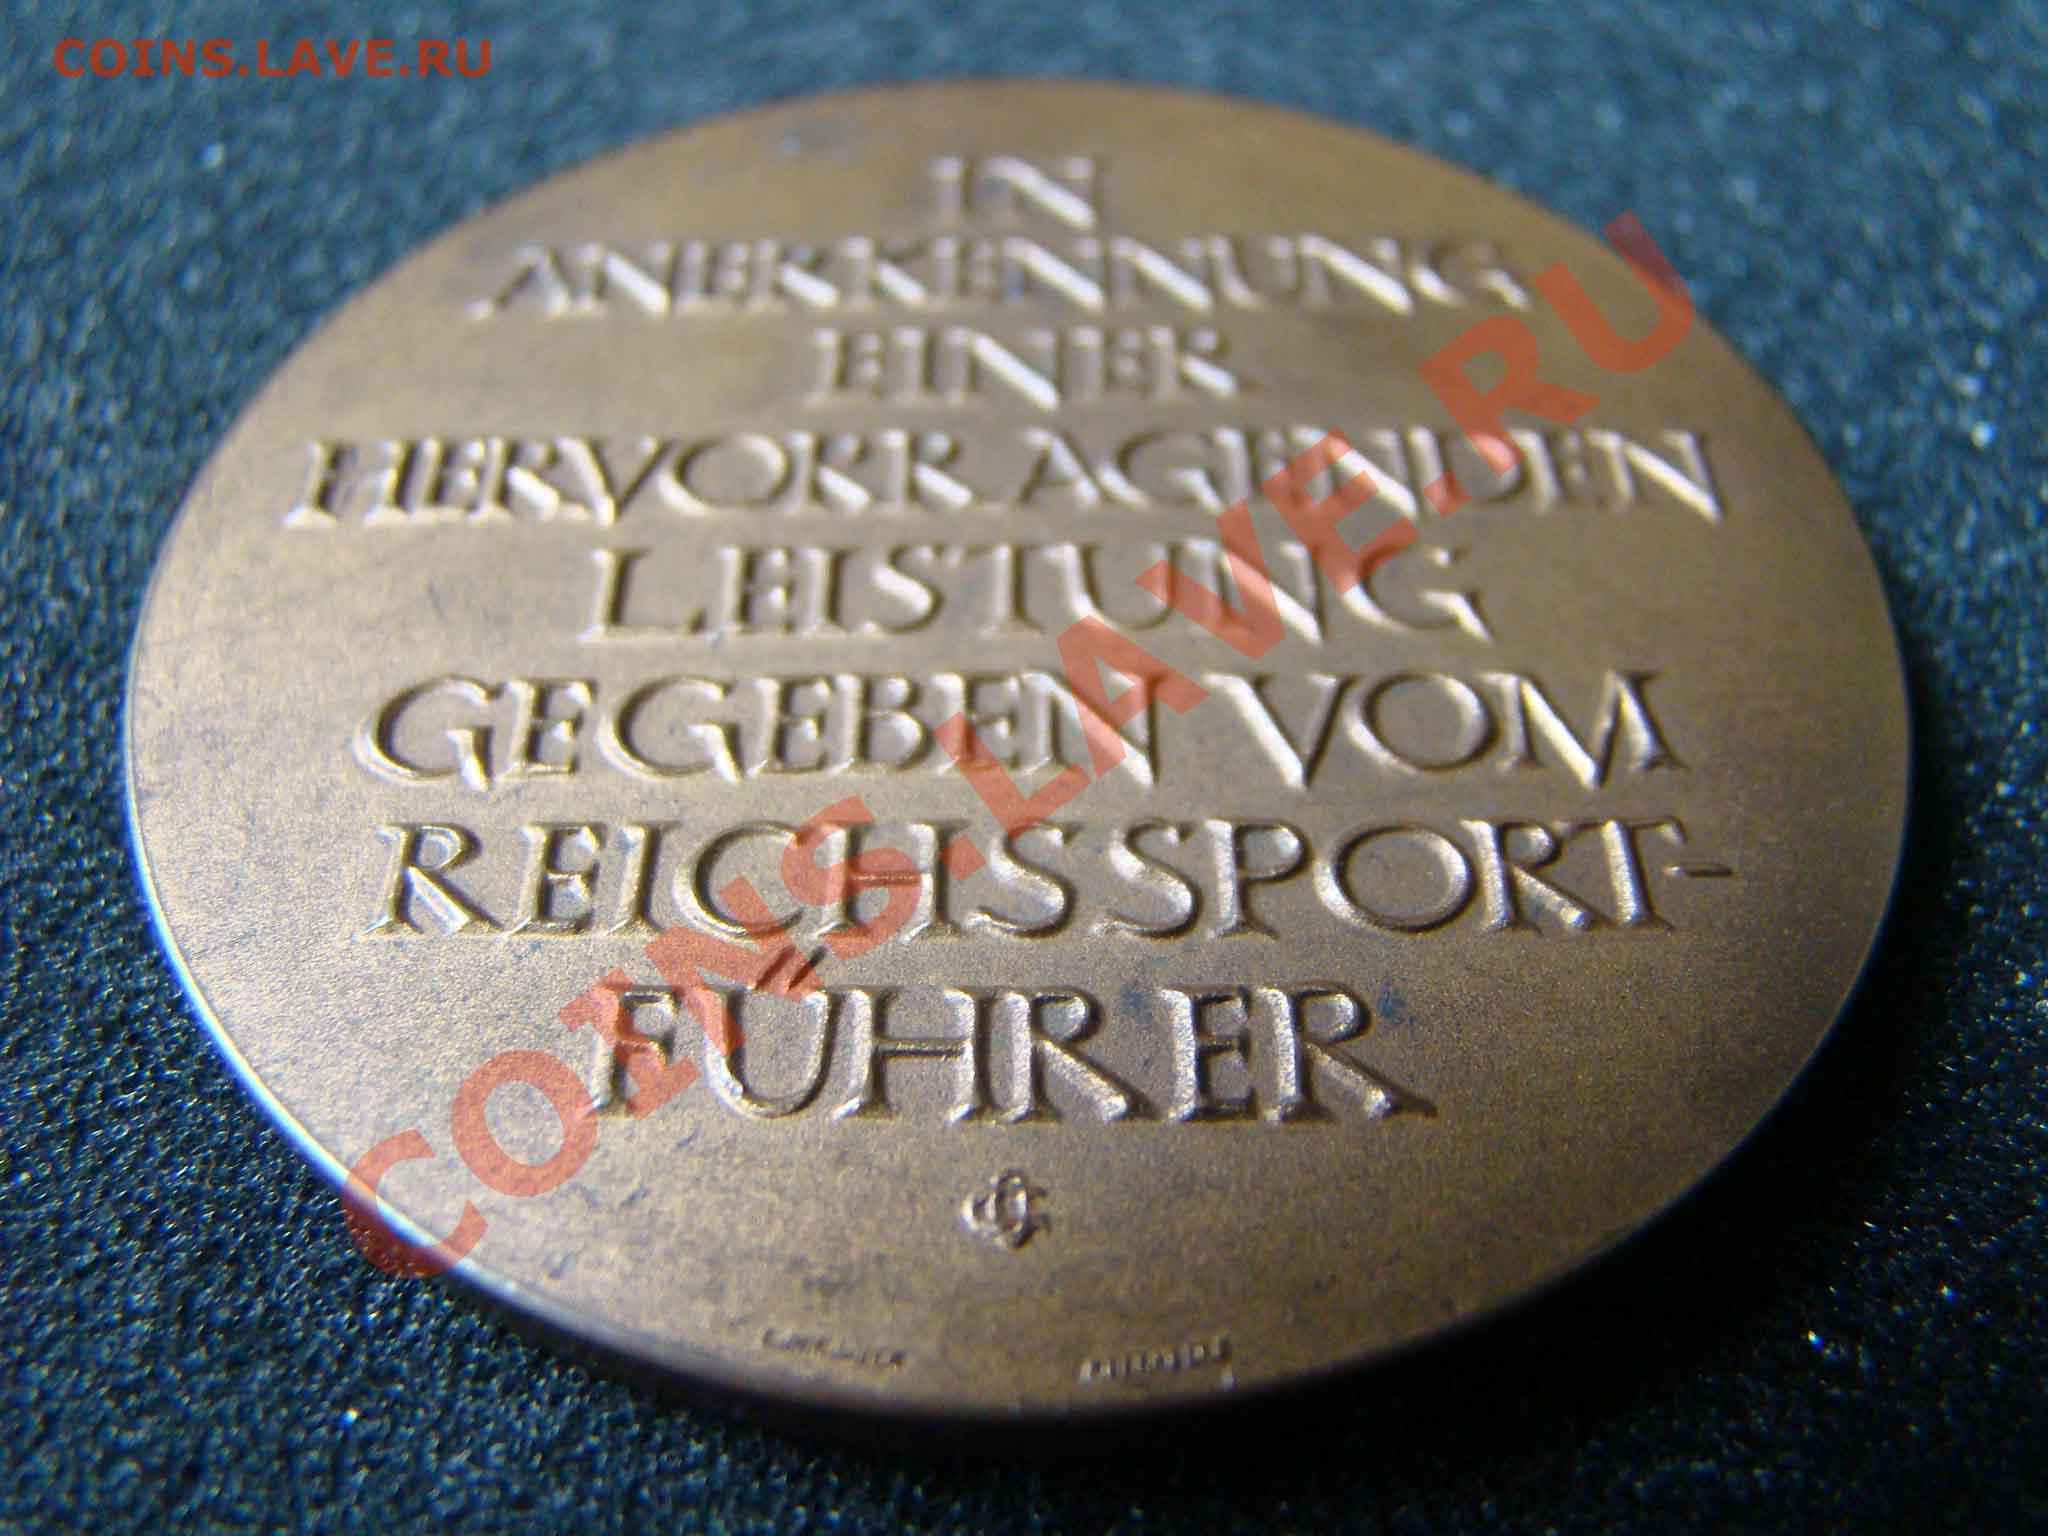 COINS.LAVE.RU
IN
ANERKENNUNG
EINER
HERVORRAGENDEN
LEISTUNG
GEGEBEN VOM
REICHSSPORT-
FÜHRER
COINS.LAVE.RU